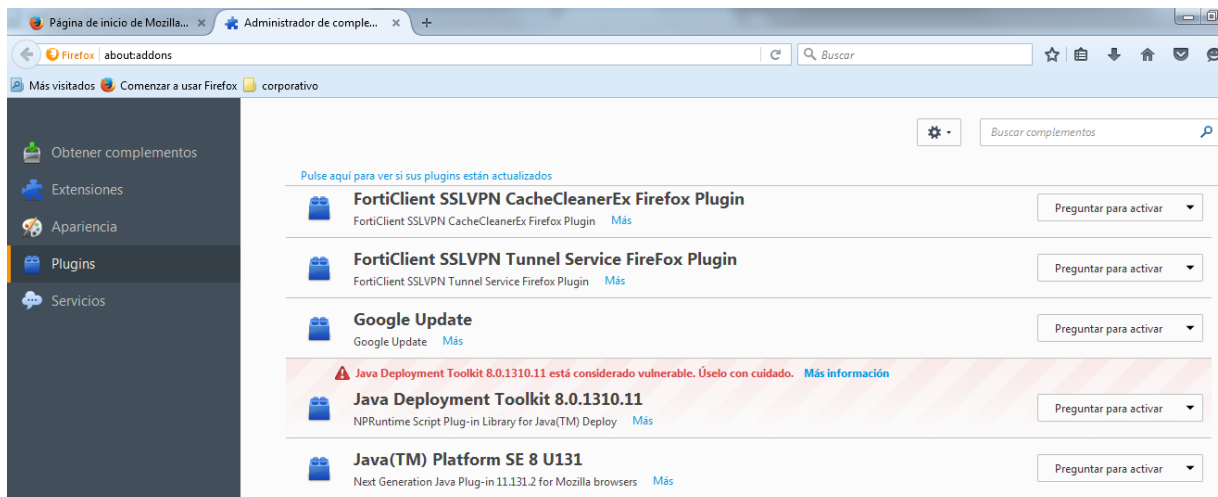 Página de inicio de Mozilla...
Administrador de comple...
Firefox about:addons
Buscar
Más visitados Comenzar a usar Firefox corporativo
Buscar complementos
Obtener complementos
Extensiones
Apariencia
Plugins
Servicios
Pulse aquí para ver si sus plugins están actualizados
FortiClient SSLVPN CacheCleanerEx Firefox Plugin
FortiClient SSLVPN CacheCleanerEx Firefox Plugin Más
Preguntar para activar
FortiClient SSLVPN Tunnel Service FireFox Plugin
FortiClient SSLVPN Tunnel Service Firefox Plugin Más
Preguntar para activar
Google Update
Google Update Más
Preguntar para activar
Java Deployment Toolkit 8.0.1310.11 está considerado vulnerable. Úselo con cuidado. Más información
Java Deployment Toolkit 8.0.1310.11
NPRuntime Script Plug-in Library for Java(TM) Deploy Más
Preguntar para activar
Java(TM) Platform SE 8 U131
Next Generation Java Plug-in 11.131.2 for Mozilla browsers Más
Preguntar para activar